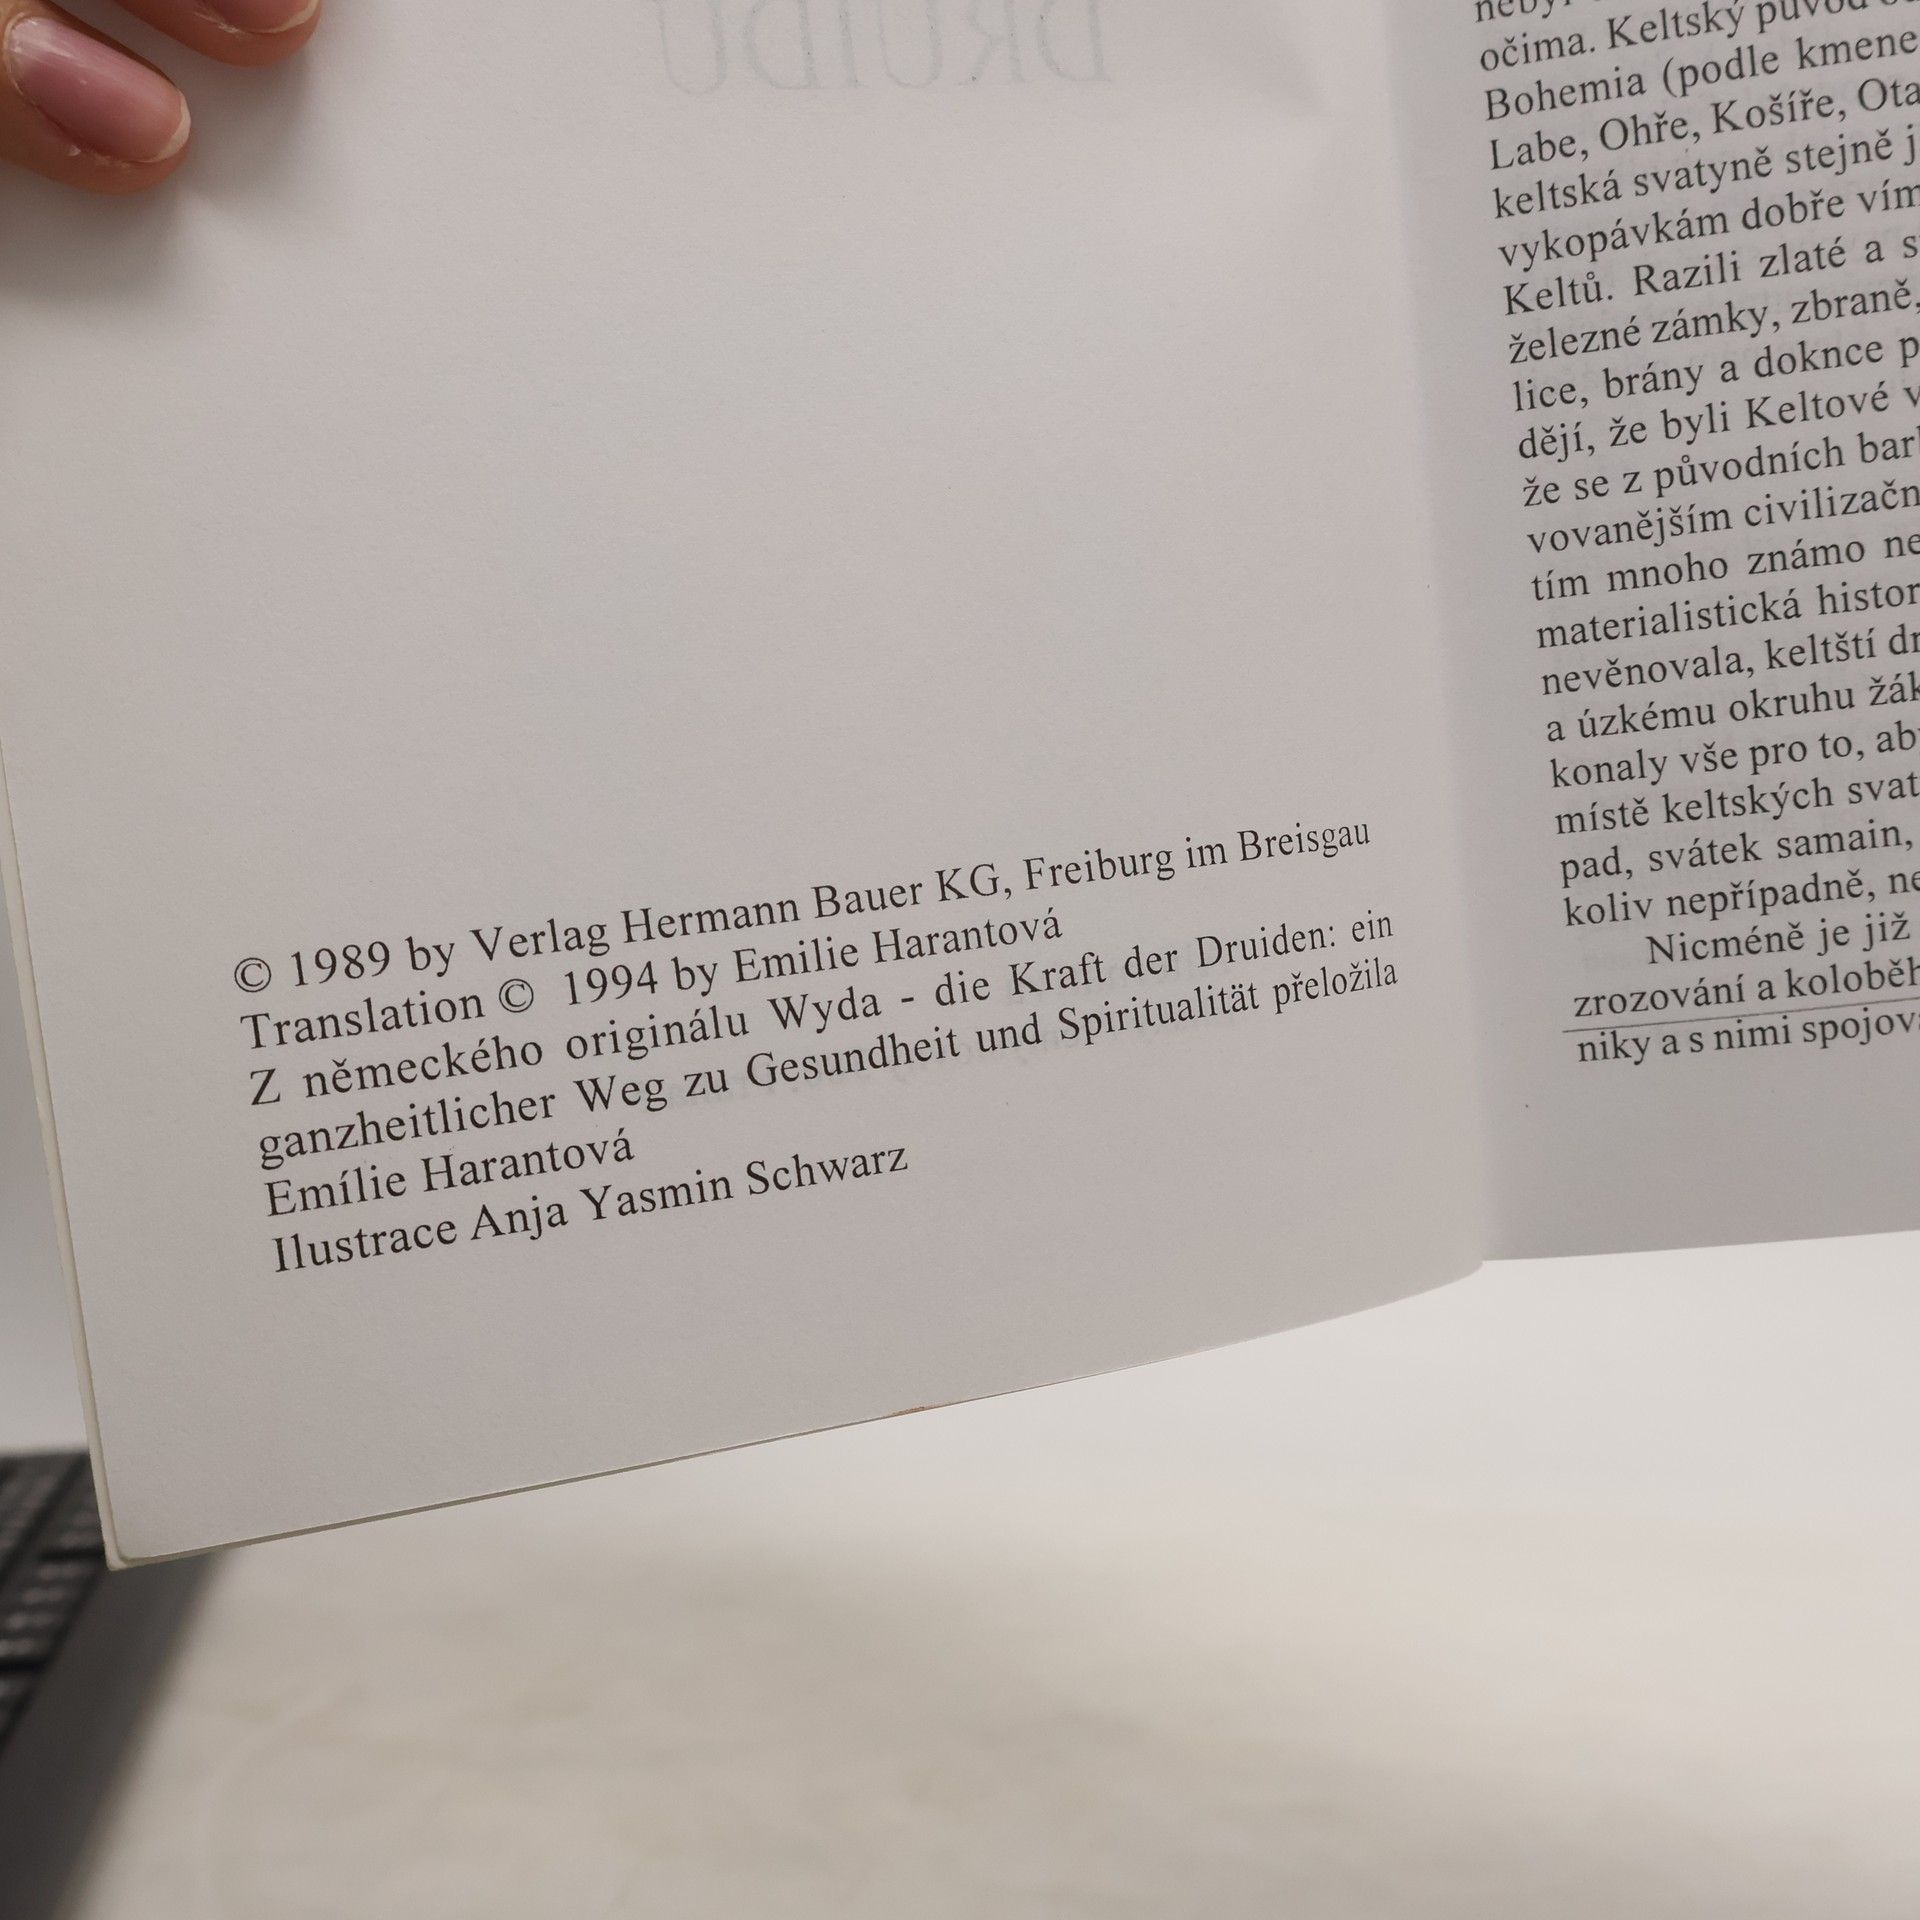 DRUIDŮ
© 1989 by Verlag Hermann Bauer KG, Freiburg im Breisgau
Translation © 1994 by Emilie Harantová
Z německého originálu Wyda - die Kraft der Druiden: ein
ganzheitlicher Weg zu Gesundheit und Spiritualität přeložila
Emílie Harantová
Ilustrace Anja Yasmin Schwarz
očima. Keltský původ
Bohemia (podle kmene
Labe, Ohře, Košíře,
keltská svatyně stejně
vykopávkám dobře
Keltů. Razili zlaté a
železné zámky, zbraně,
lice, brány a doknce
dějí, že byli Keltové
že se z původních
vovanějším
tím mnoho známo
materialistická
nevěnovala, keltští
a úzkému okruhu
konaly vše pro to,
místě keltských
pad, svátek samain,
koliv nepřípadně,
Nicméně je již
zrozování a
niky a s nimi